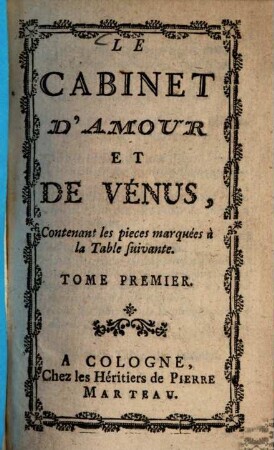 LE
CABINET
D'AMOUR
ET
DE VÉNUS,
Contenant les pieces marquées à
la Table suivante.
TOME PREMIER.
A COLOGNE,
Chez les Héritiers de PIERRE
MARTEAU.